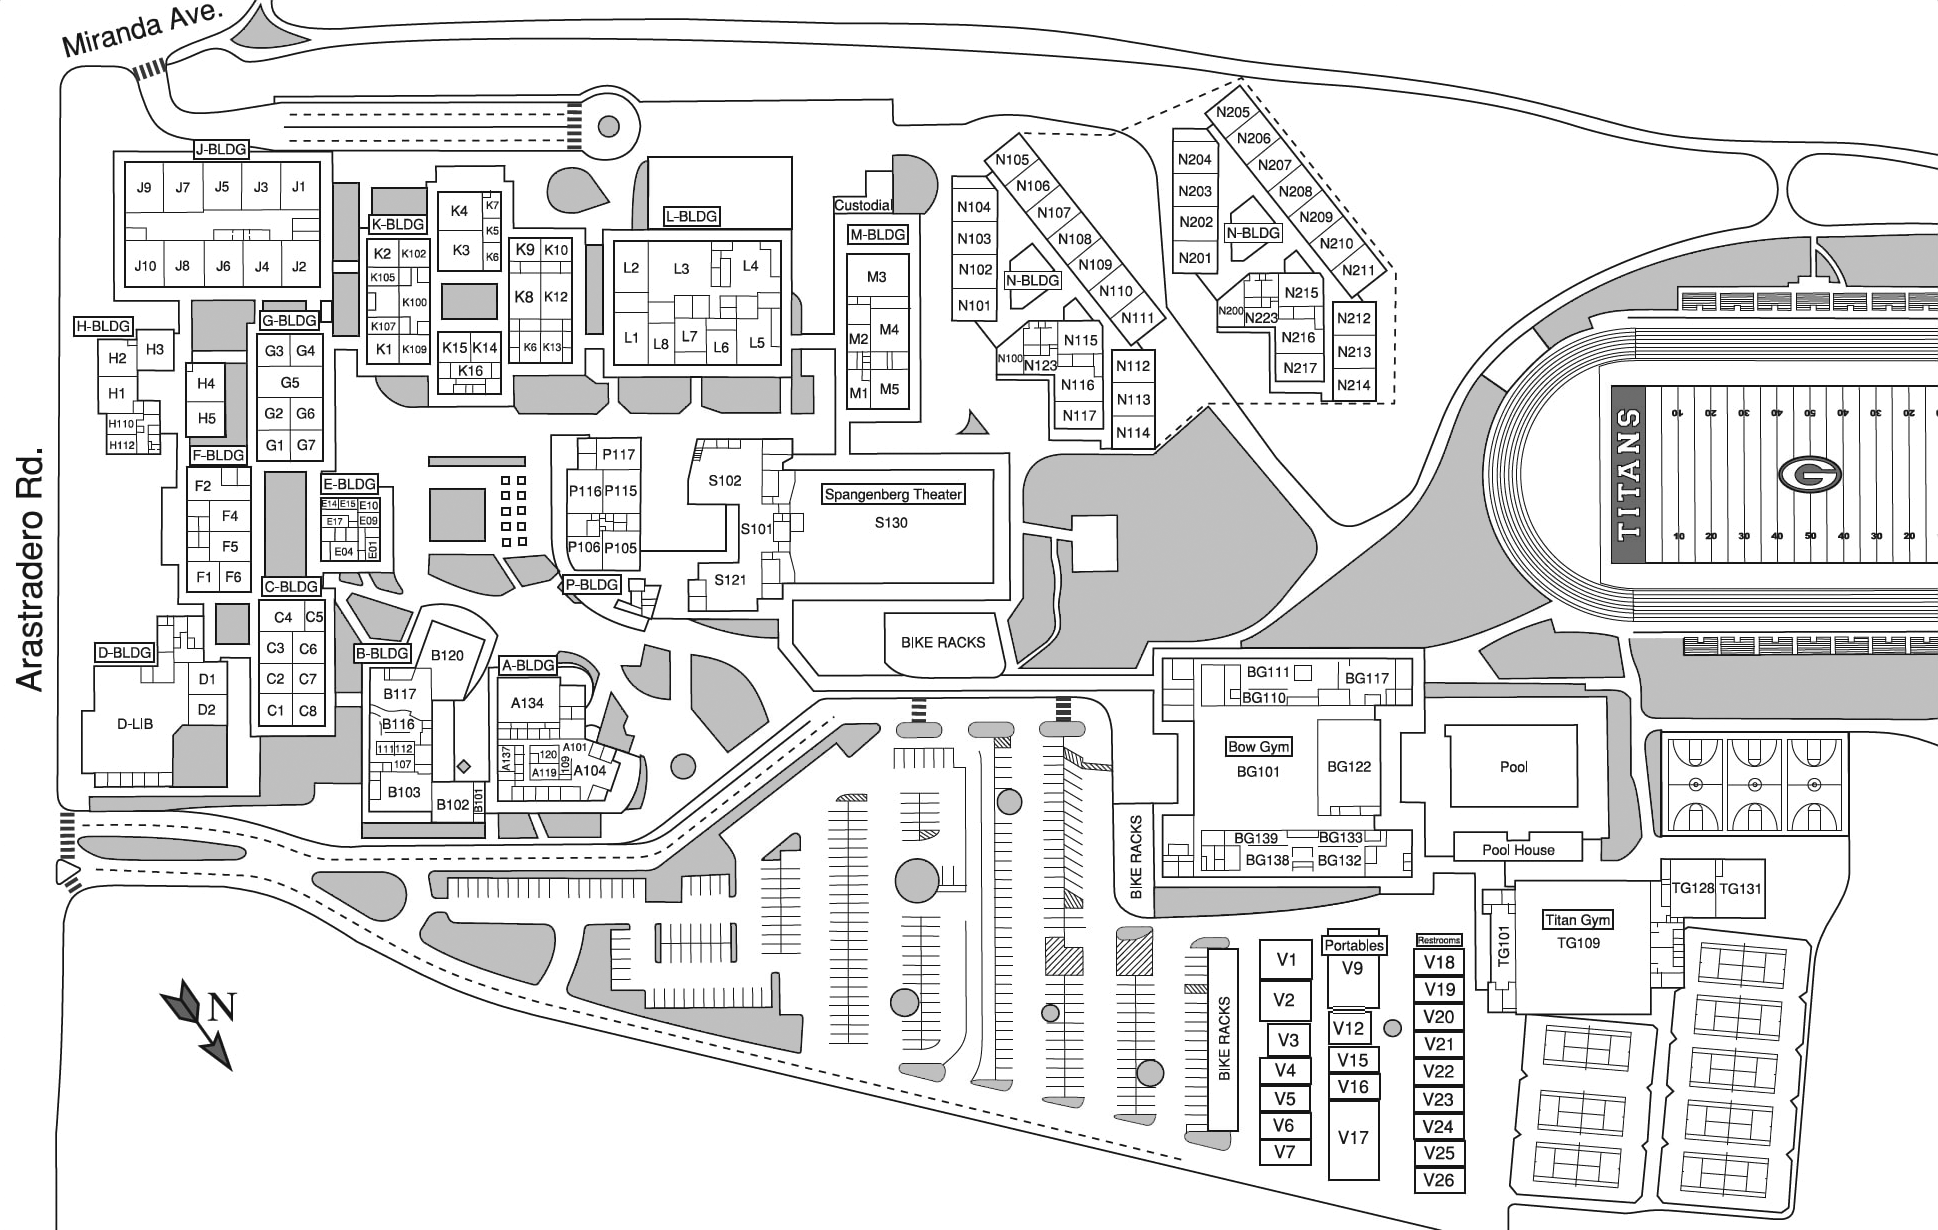 Miranda Ave.
Arastradero Rd.
J-BLDG
J9 J7 J5 J3 J1
J10 J8 J6 J4 J2
K-BLDG
K4 K7
K5
K3 K6
K2 K102
K105
K100
K107
K1 K109
K9 K10
K8 K12
K6 K13
K15 K14
K16
L-BLDG
L2 L3 L4
L1 L8 L7 L6 L5
Custodial
M-BLDG
M3
M2 M4
M1 M5
N105
N106
N107
N108
N109
N110
N111
N104
N103
N102
N101
N-BLDG
N100
N123
N115
N116
N117
N112
N113
N114
N205
N206
N207
N208
N209
N210
N211
N204
N203
N202
N201
N-BLDG
N200
N223
N215
N216
N217
N212
N213
N214
H-BLDG
H3
H2
H1
H110
H112
H4
H5
G-BLDG
G3 G4
G5
G2 G6
G1 G7
F-BLDG
F2
F4
F5
F1 F6
E-BLDG
E14 E15 E10
E17 E09
E04 E01
P-BLDG
P117
P116 P115
P106 P105
S102
S101
S121
Spangenberg Theater
S130
C-BLDG
C4 C5
C3 C6
C2 C7
C1 C8
D-BLDG
D1
D2
D-LIB
B-BLDG
B120
B117
B116
111 112
107
B103
B102
B101
A-BLDG
A134
A101
A137
120
A119
109
A104
BIKE RACKS
BIKE RACKS
BIKE RACKS
BG111
BG117
BG110
Bow Gym
BG101
BG122
BG139 BG133
BG138 BG132
Pool
Pool House
TITANS
10 20 30 40 50 40 30 20
G
10 20 30 40 50 40 30 20
TG128 TG131
Titan Gym
TG109
TG101
V1
V2
V3
V4
V5
V6
V7
Portables
V9
V12
V15
V16
V17
Restrooms
V18
V19
V20
V21
V22
V23
V24
V25
V26
N